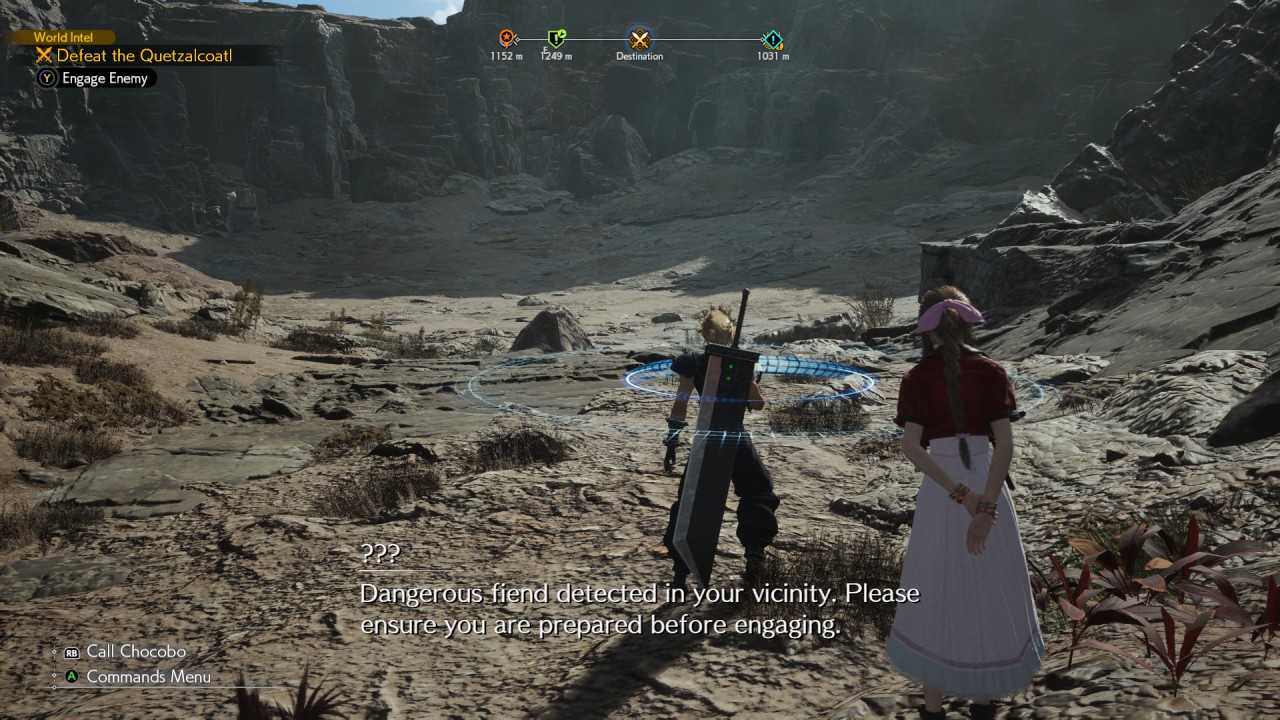 World Intel
Defeat the Quetzalcoatl
Y Engage Enemy
1152 m
1249 m
Destination
1031 m
???
Dangerous fiend detected in your vicinity. Please
ensure you are prepared before engaging.
RB Call Chocobo
A Commands Menu